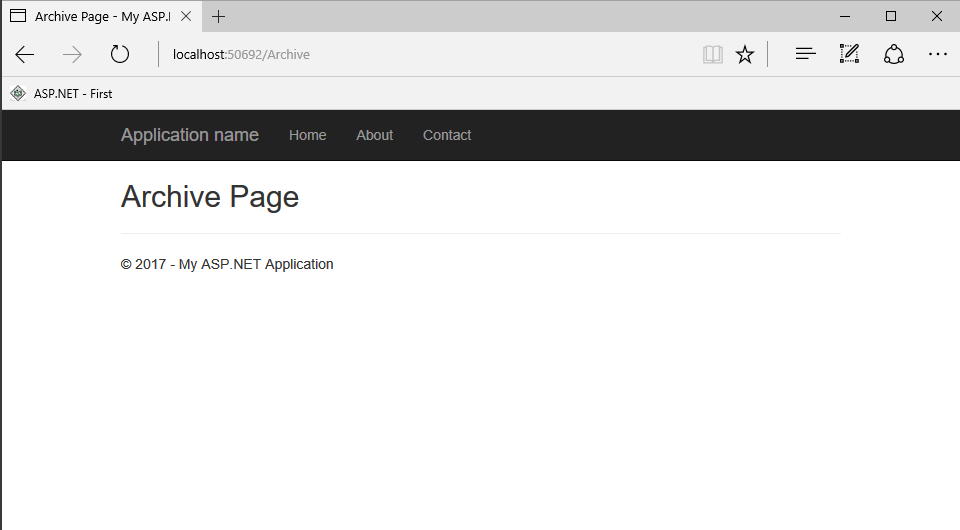 Archive Page - My ASP.
localhost:50692/Archive
ASP.NET - First
Application name Home About Contact
Archive Page
© 2017 - My ASP.NET Application